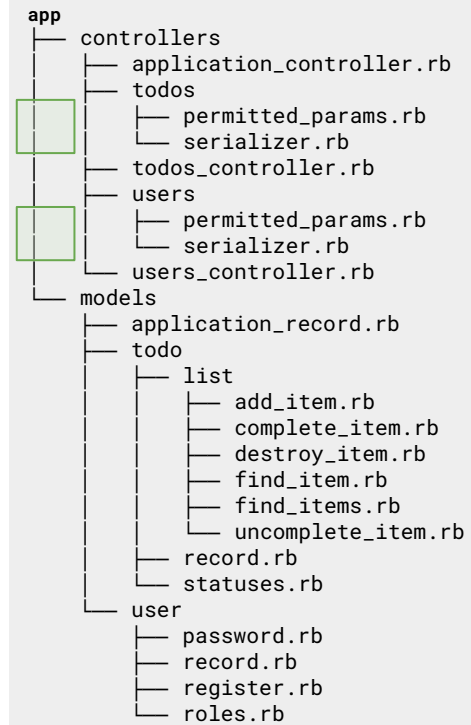 app
├── controllers
│   ├── application_controller.rb
│   ├── todos
│   │   ├── permitted_params.rb
│   │   └── serializer.rb
│   ├── todos_controller.rb
│   ├── users
│   │   ├── permitted_params.rb
│   │   └── serializer.rb
│   └── users_controller.rb
└── models
    ├── application_record.rb
    ├── todo
    │   ├── list
    │   │   ├── add_item.rb
    │   │   ├── complete_item.rb
    │   │   ├── destroy_item.rb
    │   │   ├── find_item.rb
    │   │   ├── find_items.rb
    │   │   └── uncomplete_item.rb
    │   ├── record.rb
    │   └── statuses.rb
    └── user
        ├── password.rb
        ├── record.rb
        ├── register.rb
        └── roles.rb